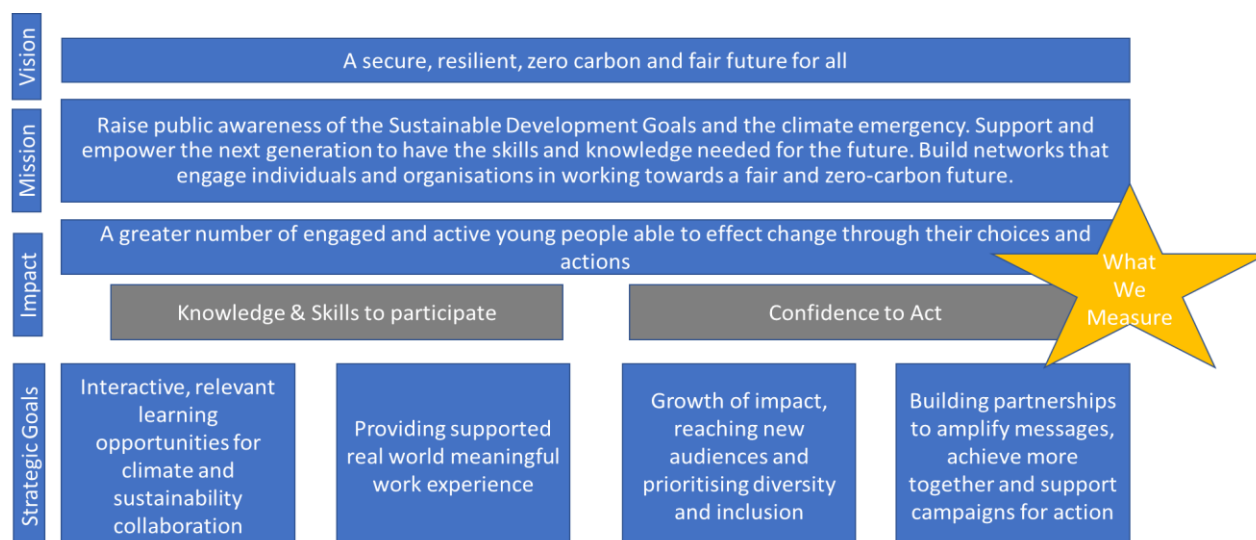 Vision
A secure, resilient, zero carbon and fair future for all
Mission
Raise public awareness of the Sustainable Development Goals and the climate emergency. Support and
empower the next generation to have the skills and knowledge needed for the future. Build networks that
engage individuals and organisations in working towards a fair and zero-carbon future.
Impact
A greater number of engaged and active young people able to effect change through their choices and
actions
What
We
Measure
Knowledge & Skills to participate
Confidence to Act
Strategic Goals
Interactive, relevant
learning
opportunities for
climate and
sustainability
collaboration
Providing supported
real world meaningful
work experience
Growth of impact,
reaching new
audiences and
prioritising diversity
and inclusion
Building partnerships
to amplify messages,
achieve more
together and support
campaigns for action